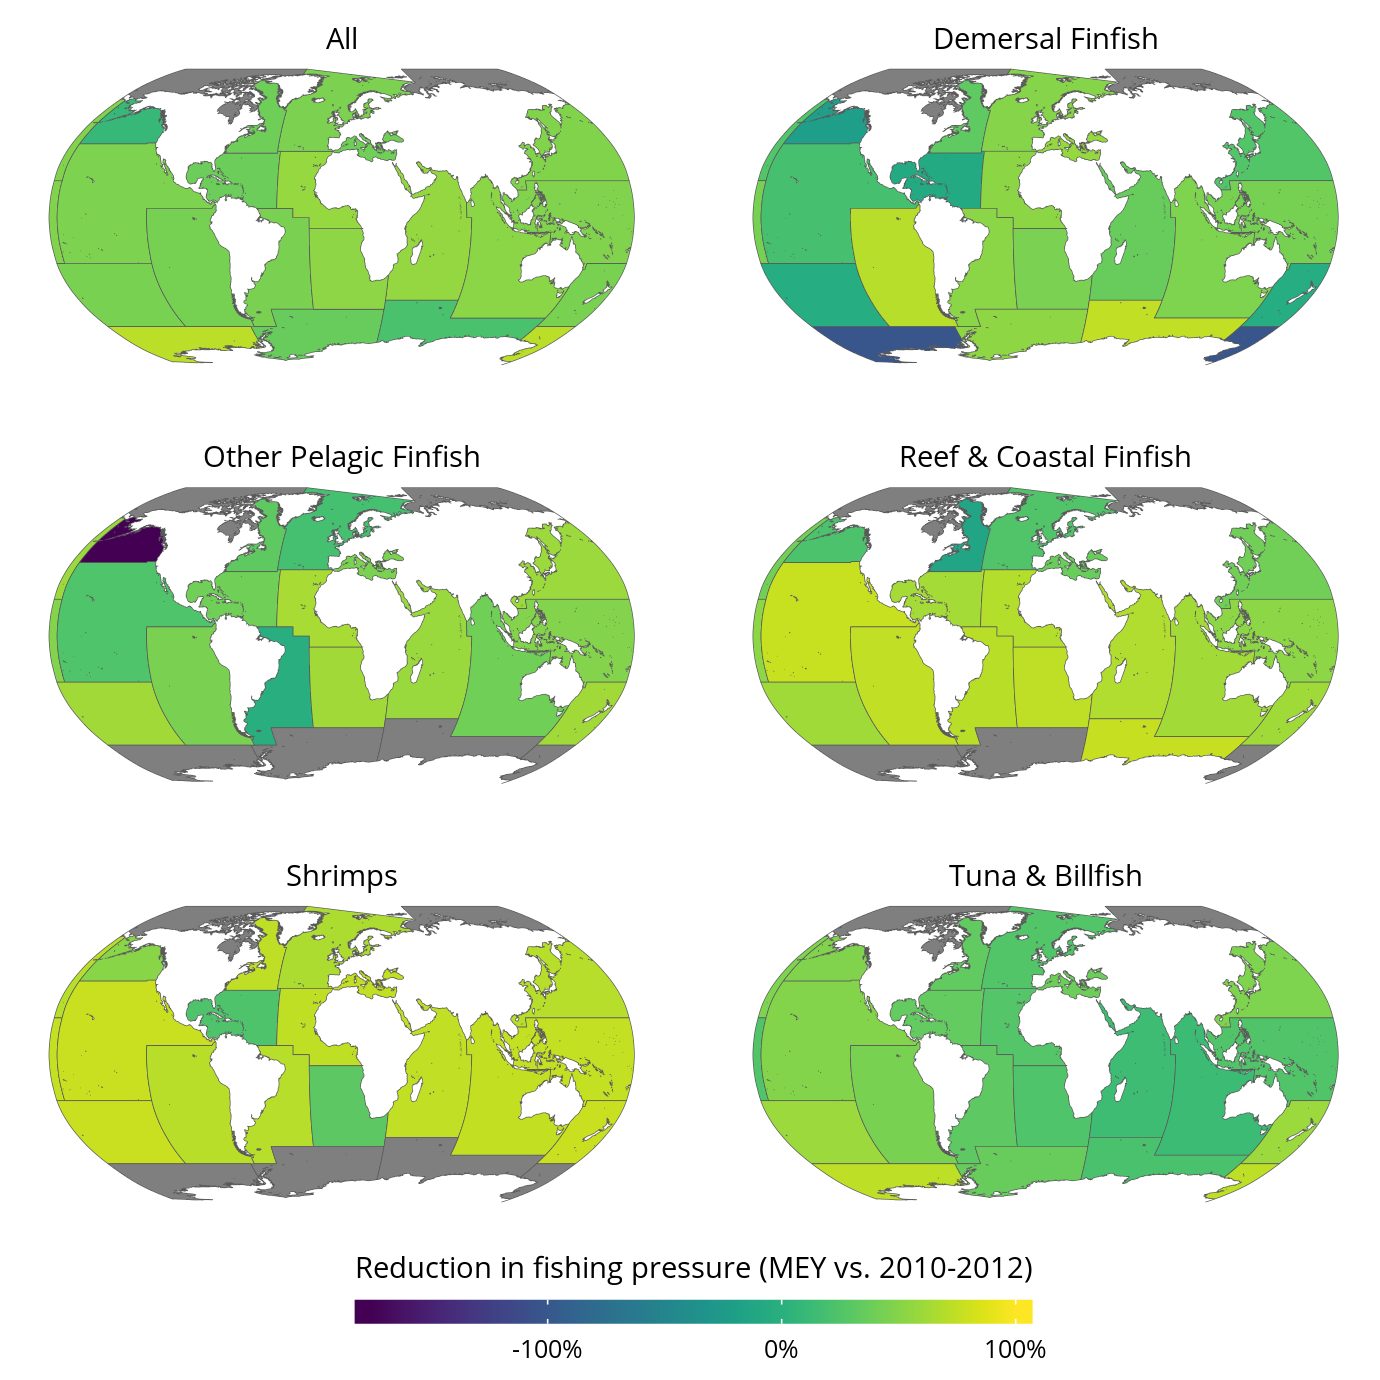 All
Demersal Finfish
Other Pelagic Finfish
Reef & Coastal Finfish
Shrimps
Tuna & Billfish
Reduction in fishing pressure (MEY vs. 2010-2012)
-100%
0%
100%